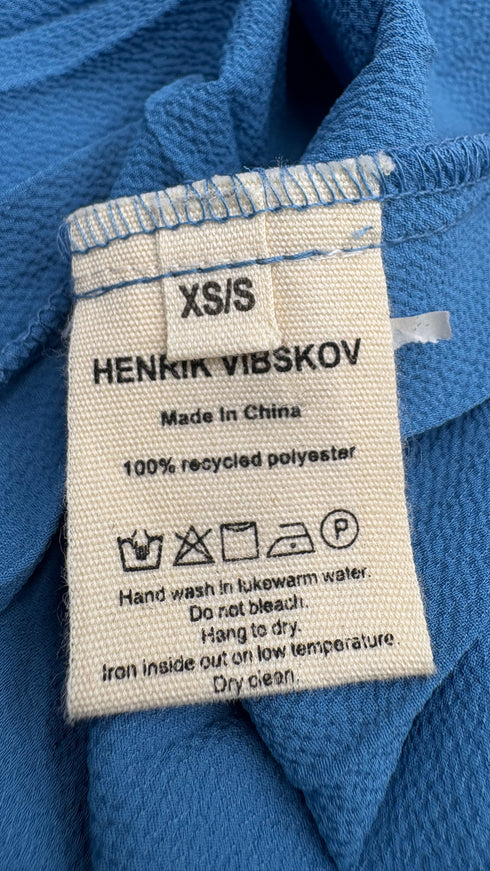 XS/S
HENRIK VIBSKOV
Made in China
100% recycled polyester
P
Hand wash in lukewarm water.
Do not bleach.
Hang to dry.
Iron inside out on low temperature.
Dry clean.